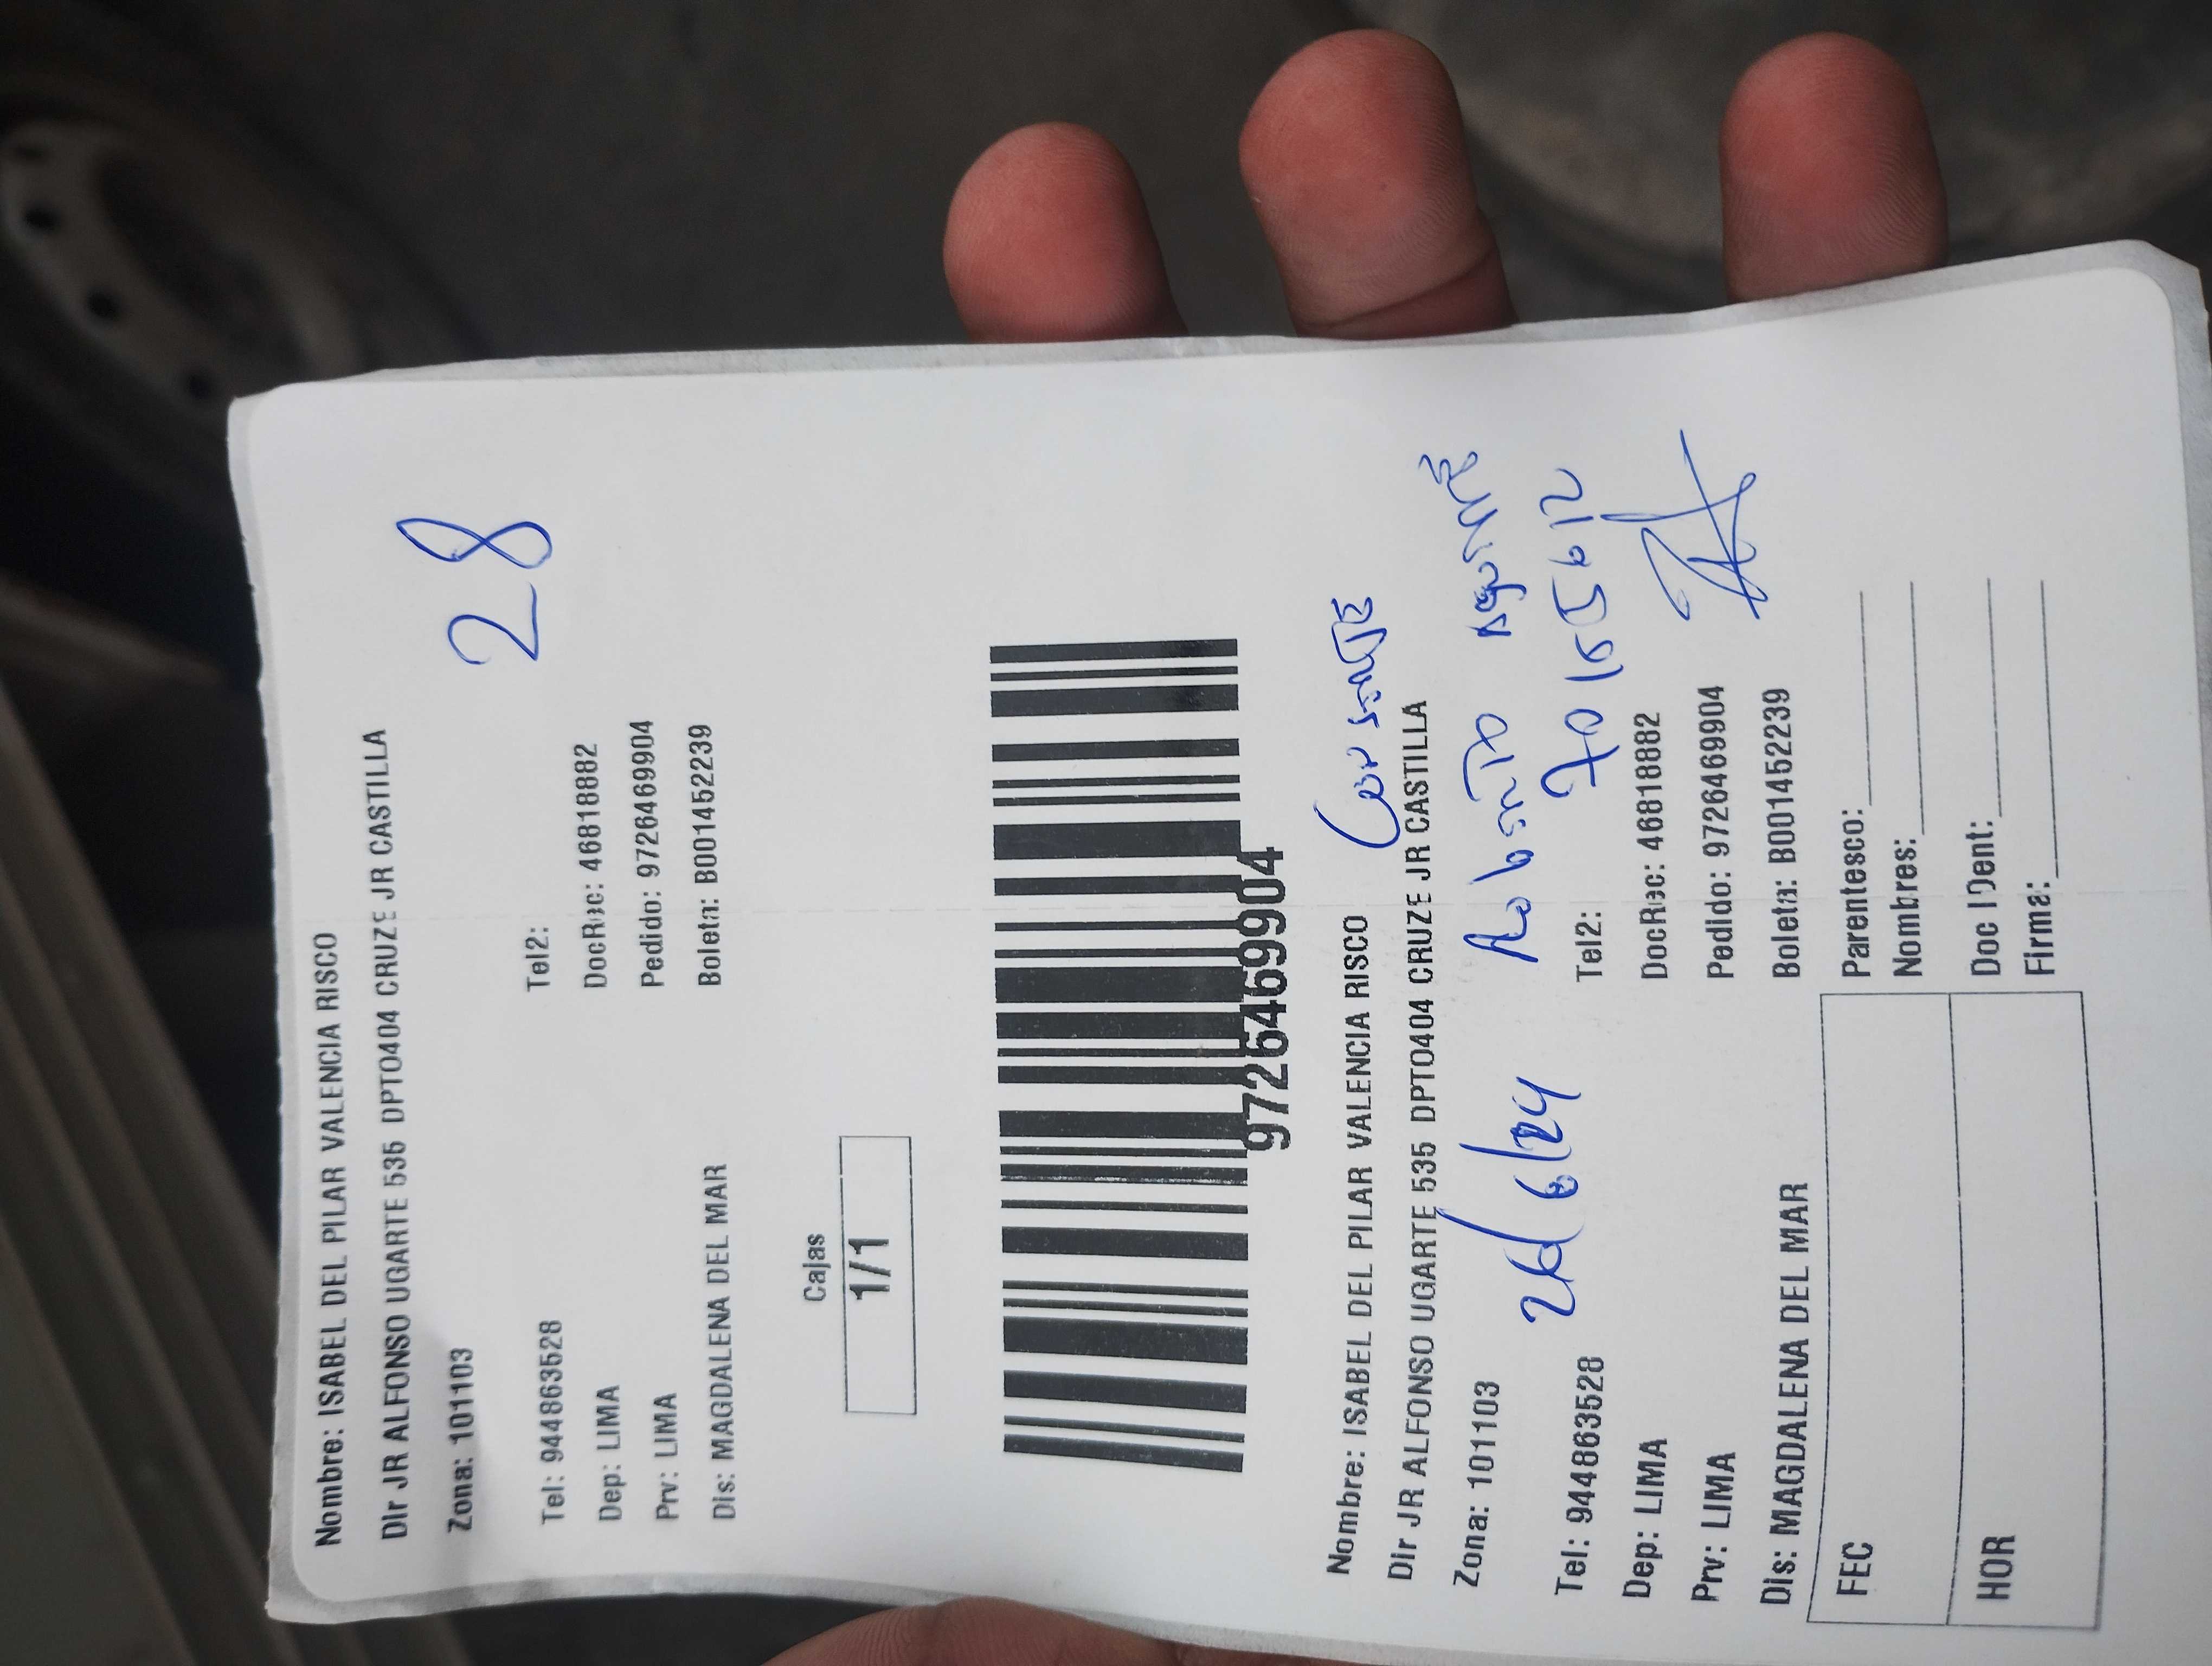 Nombre: ISABEL DEL PILAR VALENCIA RISCO
Dir JR ALFONSO UGARTE 535 DPTO404 CRUZE JR CASTILLA
28
Zona: 101103
Tel: 944863528 Tel2:
Dep: LIMA DocRec: 46818882
Prv: LIMA Pedido: 97264469904
Dis: MAGDALENA DEL MAR Boleta: B001452239
Cajas
1/1
97264469904
Nombre: ISABEL DEL PILAR VALENCIA RISCO
Dir JR ALFONSO UGARTE 535 DPTO404 CRUZE JR CASTILLA
Zona: 101103
Tel: 944863528 Tel2:
Dep: LIMA DocRec: 46818882
Prv: LIMA Pedido: 97264469904
Dis: MAGDALENA DEL MAR Boleta: B001452239
FEC Parentesco:
Nombres:
HOR Doc IDent:
Firma: